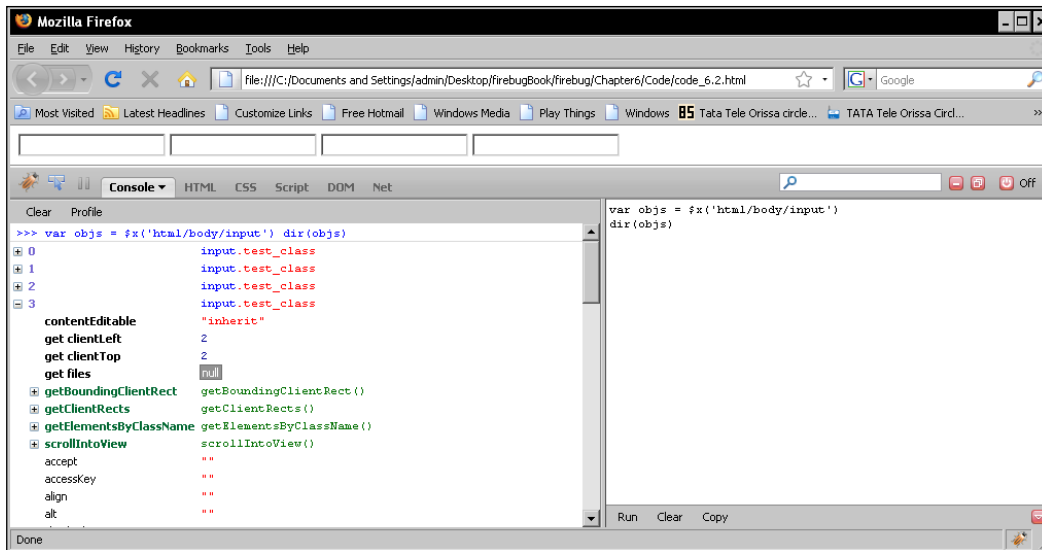 Mozilla Firefox
File Edit View History Bookmarks Tools Help
file:///C:/Documents and Settings/admin/Desktop/firebugBook/firebug/Chapter6/Code/code_6.2.html G Google
Most Visited Latest Headlines Customize Links Free Hotmail Windows Media Play Things Windows 85 Tata Tele Orissa circle... TATA Tele Orissa Circl... »
Console HTML CSS Script DOM Net Off
Clear Profile
>>> var objs = $x('html/body/input') dir(objs)
0 input.test_class
1 input.test_class
2 input.test_class
3 input.test_class
contentEditable "inherit"
get clientLeft 2
get clientTop 2
get files null
getBoundingClientRect getBoundingClientRect()
getClientRects getClientRects()
getElementsByClassName getElementsByClassName()
scrollIntoView scrollIntoView()
accept ""
accessKey ""
align ""
alt ""
var objs = $x('html/body/input')
dir(objs)
Run Clear Copy
Done